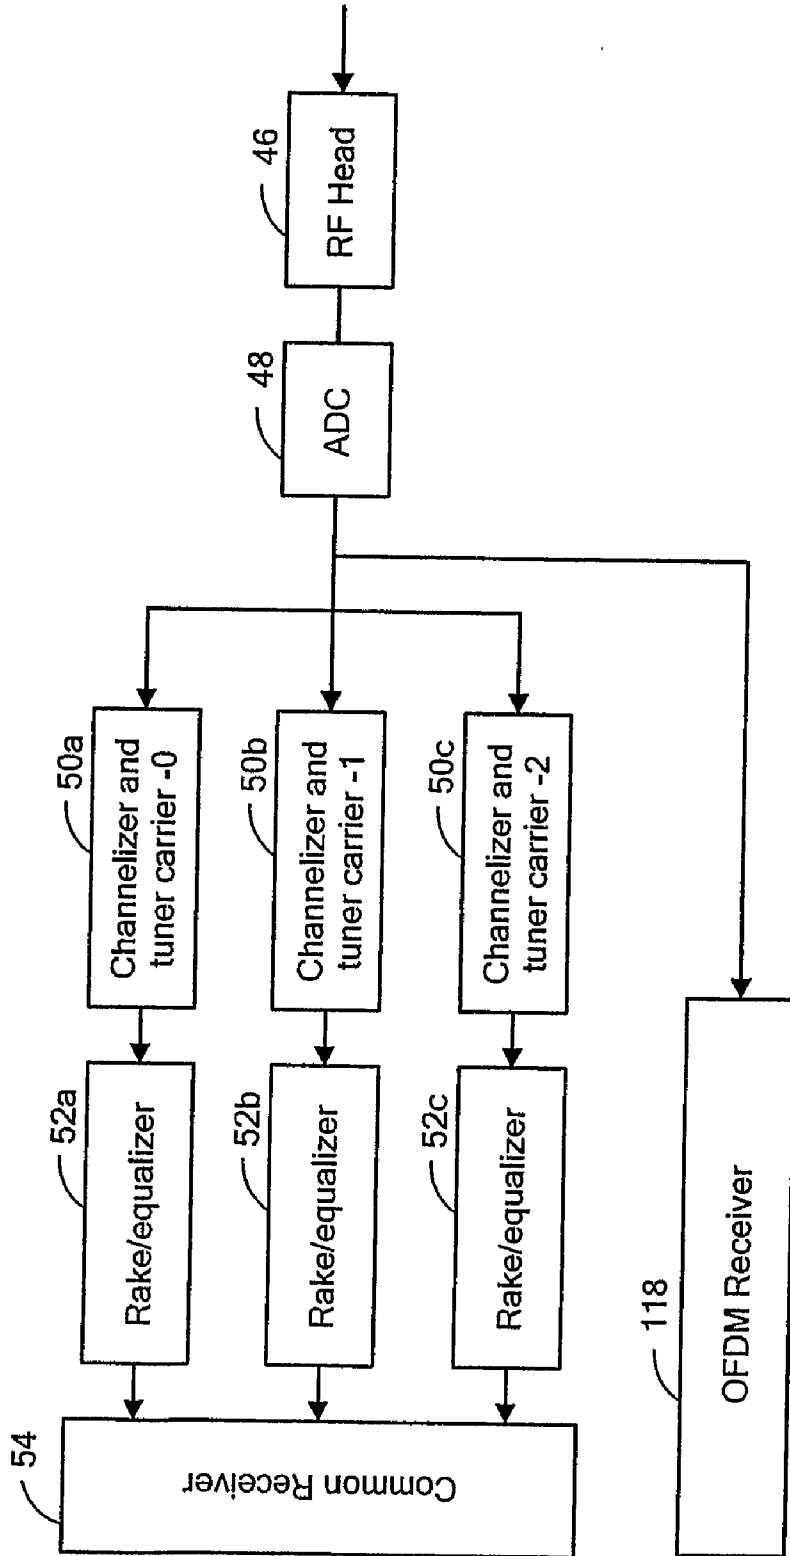 46
RF Head
48
ADC
50a
Channelizer and
tuner carrier -0
50b
Channelizer and
tuner carrier -1
50c
Channelizer and
tuner carrier -2
52a
Rake/equalizer
52b
Rake/equalizer
52c
Rake/equalizer
54
Common Receiver
118
OFDM Receiver